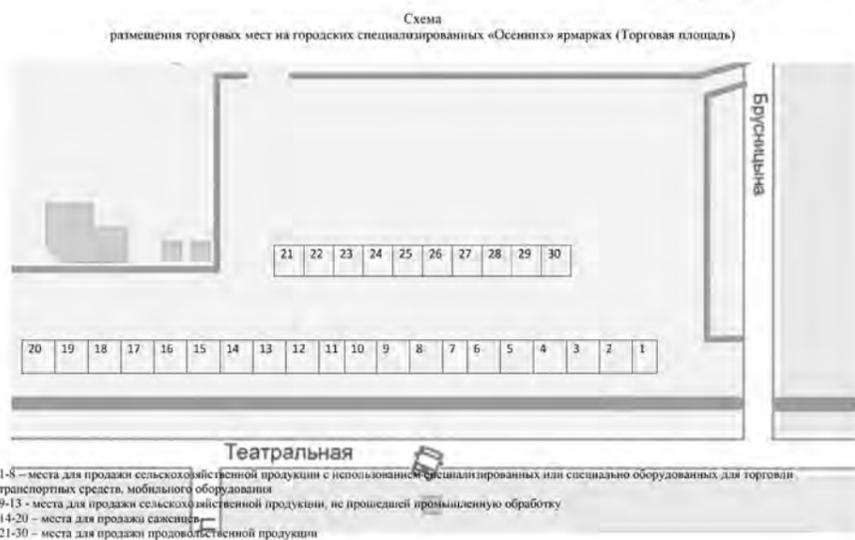 Схема
размещения торговых мест на городских специализированных «Осенних» ярмарках (Торговая площадь)
Брусницына
21 22 23 24 25 26 27 28 29 30
20 19 18 17 16 15 14 13 12 11 10 9 8 7 6 5 4 3 2 1
Театральная
1-8 – места для продажи сельскохозяйственной продукции с использованием специализированных или специально оборудованных для торговли
транспортных средств, мобильного оборудования
9-13 - места для продажи сельскохозяйственной продукции, не прошедшей промышленную обработку
14-20 – места для продажи саженцев
21-30 – места для продажи продовольственной продукции